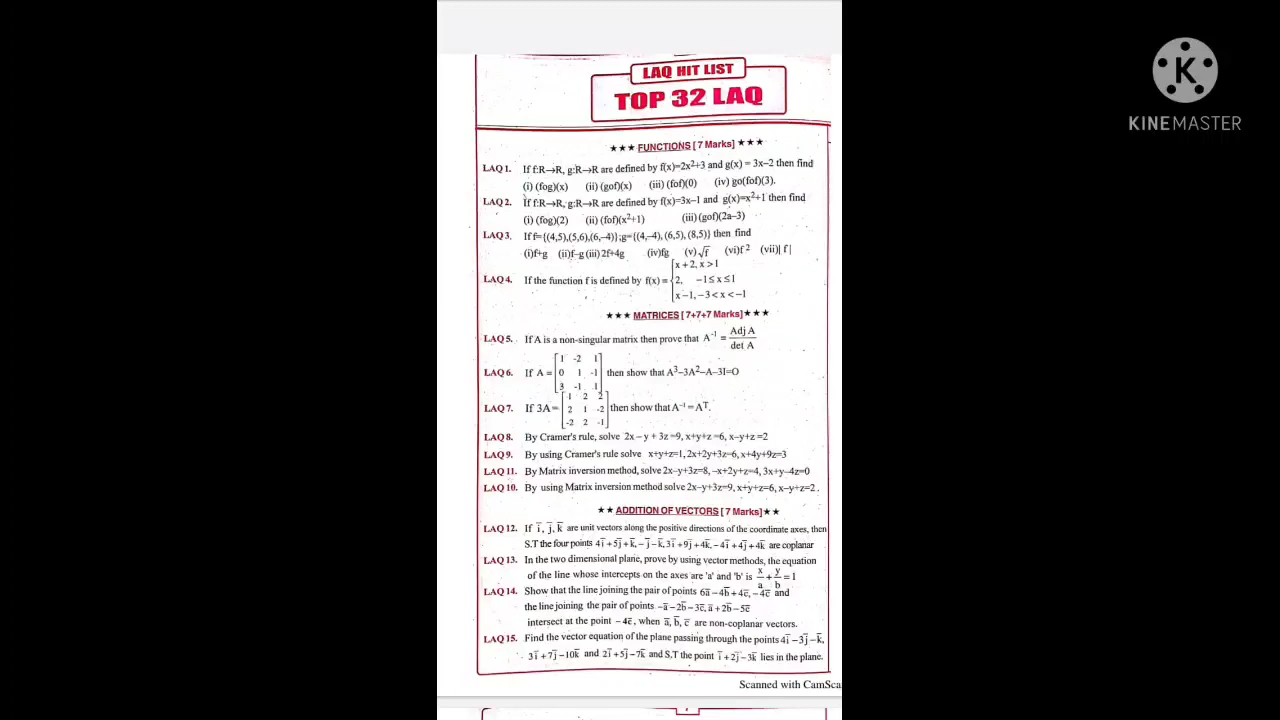 LAQ HIT LIST
TOP 32 LAQ
K
KINEMASTER
★★★ FUNCTIONS [ 7 Marks] ★★★
LAQ 1. If f:R→R, g:R→R are defined by f(x)=2x²+3 and g(x) = 3x–2 then find
(i) (fog)(x) (ii) (gof)(x) (iii) (fof)(0) (iv) go(fof)(3).
LAQ 2. If f:R→R, g:R→R are defined by f(x)=3x–1 and g(x)=x²+1 then find
(i) (fog)(2) (ii) (fof)(x²+1) (iii) (gof)(2a–3)
LAQ 3. If f={(4,5),(5,6),(6,–4)};g={(4,–4), (6,5), (8,5)} then find
(i)f+g (ii)f–g (iii) 2f+4g (iv)fg (v)√f (vi)f² (vii)| f |
x + 2, x > 1
LAQ 4. If the function f is defined by f(x) = { 2, –1 ≤ x ≤ 1
x – 1, –3 < x < –1
★★★ MATRICES [ 7+7+7 Marks] ★★★
LAQ 5. If A is a non-singular matrix then prove that A⁻¹ = Adj A
det A
1 -2 1
LAQ 6. If A = 0 1 -1 then show that A³–3A²–A–3I=O
3 -1 1
1 2 2
LAQ 7. If 3A= 2 1 -2 then show that A⁻¹ = Aᵀ.
-2 2 -1
LAQ 8. By Cramer's rule, solve 2x – y + 3z =9, x+y+z =6, x–y+z =2
LAQ 9. By using Cramer's rule solve x+y+z=1, 2x+2y+3z=6, x+4y+9z=3
LAQ 11. By Matrix inversion method, solve 2x–y+3z=8, –x+2y+z=4, 3x+y–4z=0
LAQ 10. By using Matrix inversion method solve 2x–y+3z=9, x+y+z=6, x–y+z=2 .
★★ ADDITION OF VECTORS [ 7 Marks] ★★
LAQ 12. If i̅, j̅, k̅ are unit vectors along the positive directions of the coordinate axes, then
S.T the four points 4i̅ + 5j̅ + k̅, – j̅ – k̅, 3i̅ + 9j̅ + 4k̅, – 4i̅ + 4j̅ + 4k̅ are coplanar
LAQ 13. In the two dimensional plane, prove by using vector methods, the equation
of the line whose intercepts on the axes are 'a' and 'b' is x/a + y/b = 1
LAQ 14. Show that the line joining the pair of points 6a̅ – 4b̅ + 4c̅, – 4c̅ and
the line joining the pair of points –a̅ – 2b̅ – 3c̅, a̅ + 2b̅ – 5c̅
intersect at the point – 4c̅, when a̅, b̅, c̅ are non-coplanar vectors.
LAQ 15. Find the vector equation of the plane passing through the points 4i̅ – 3j̅ – k̅,
3i̅ + 7j̅ – 10k̅ and 2i̅ + 5j̅ – 7k̅ and S.T the point i̅ + 2j̅ – 3k̅ lies in the plane.
Scanned with CamSca